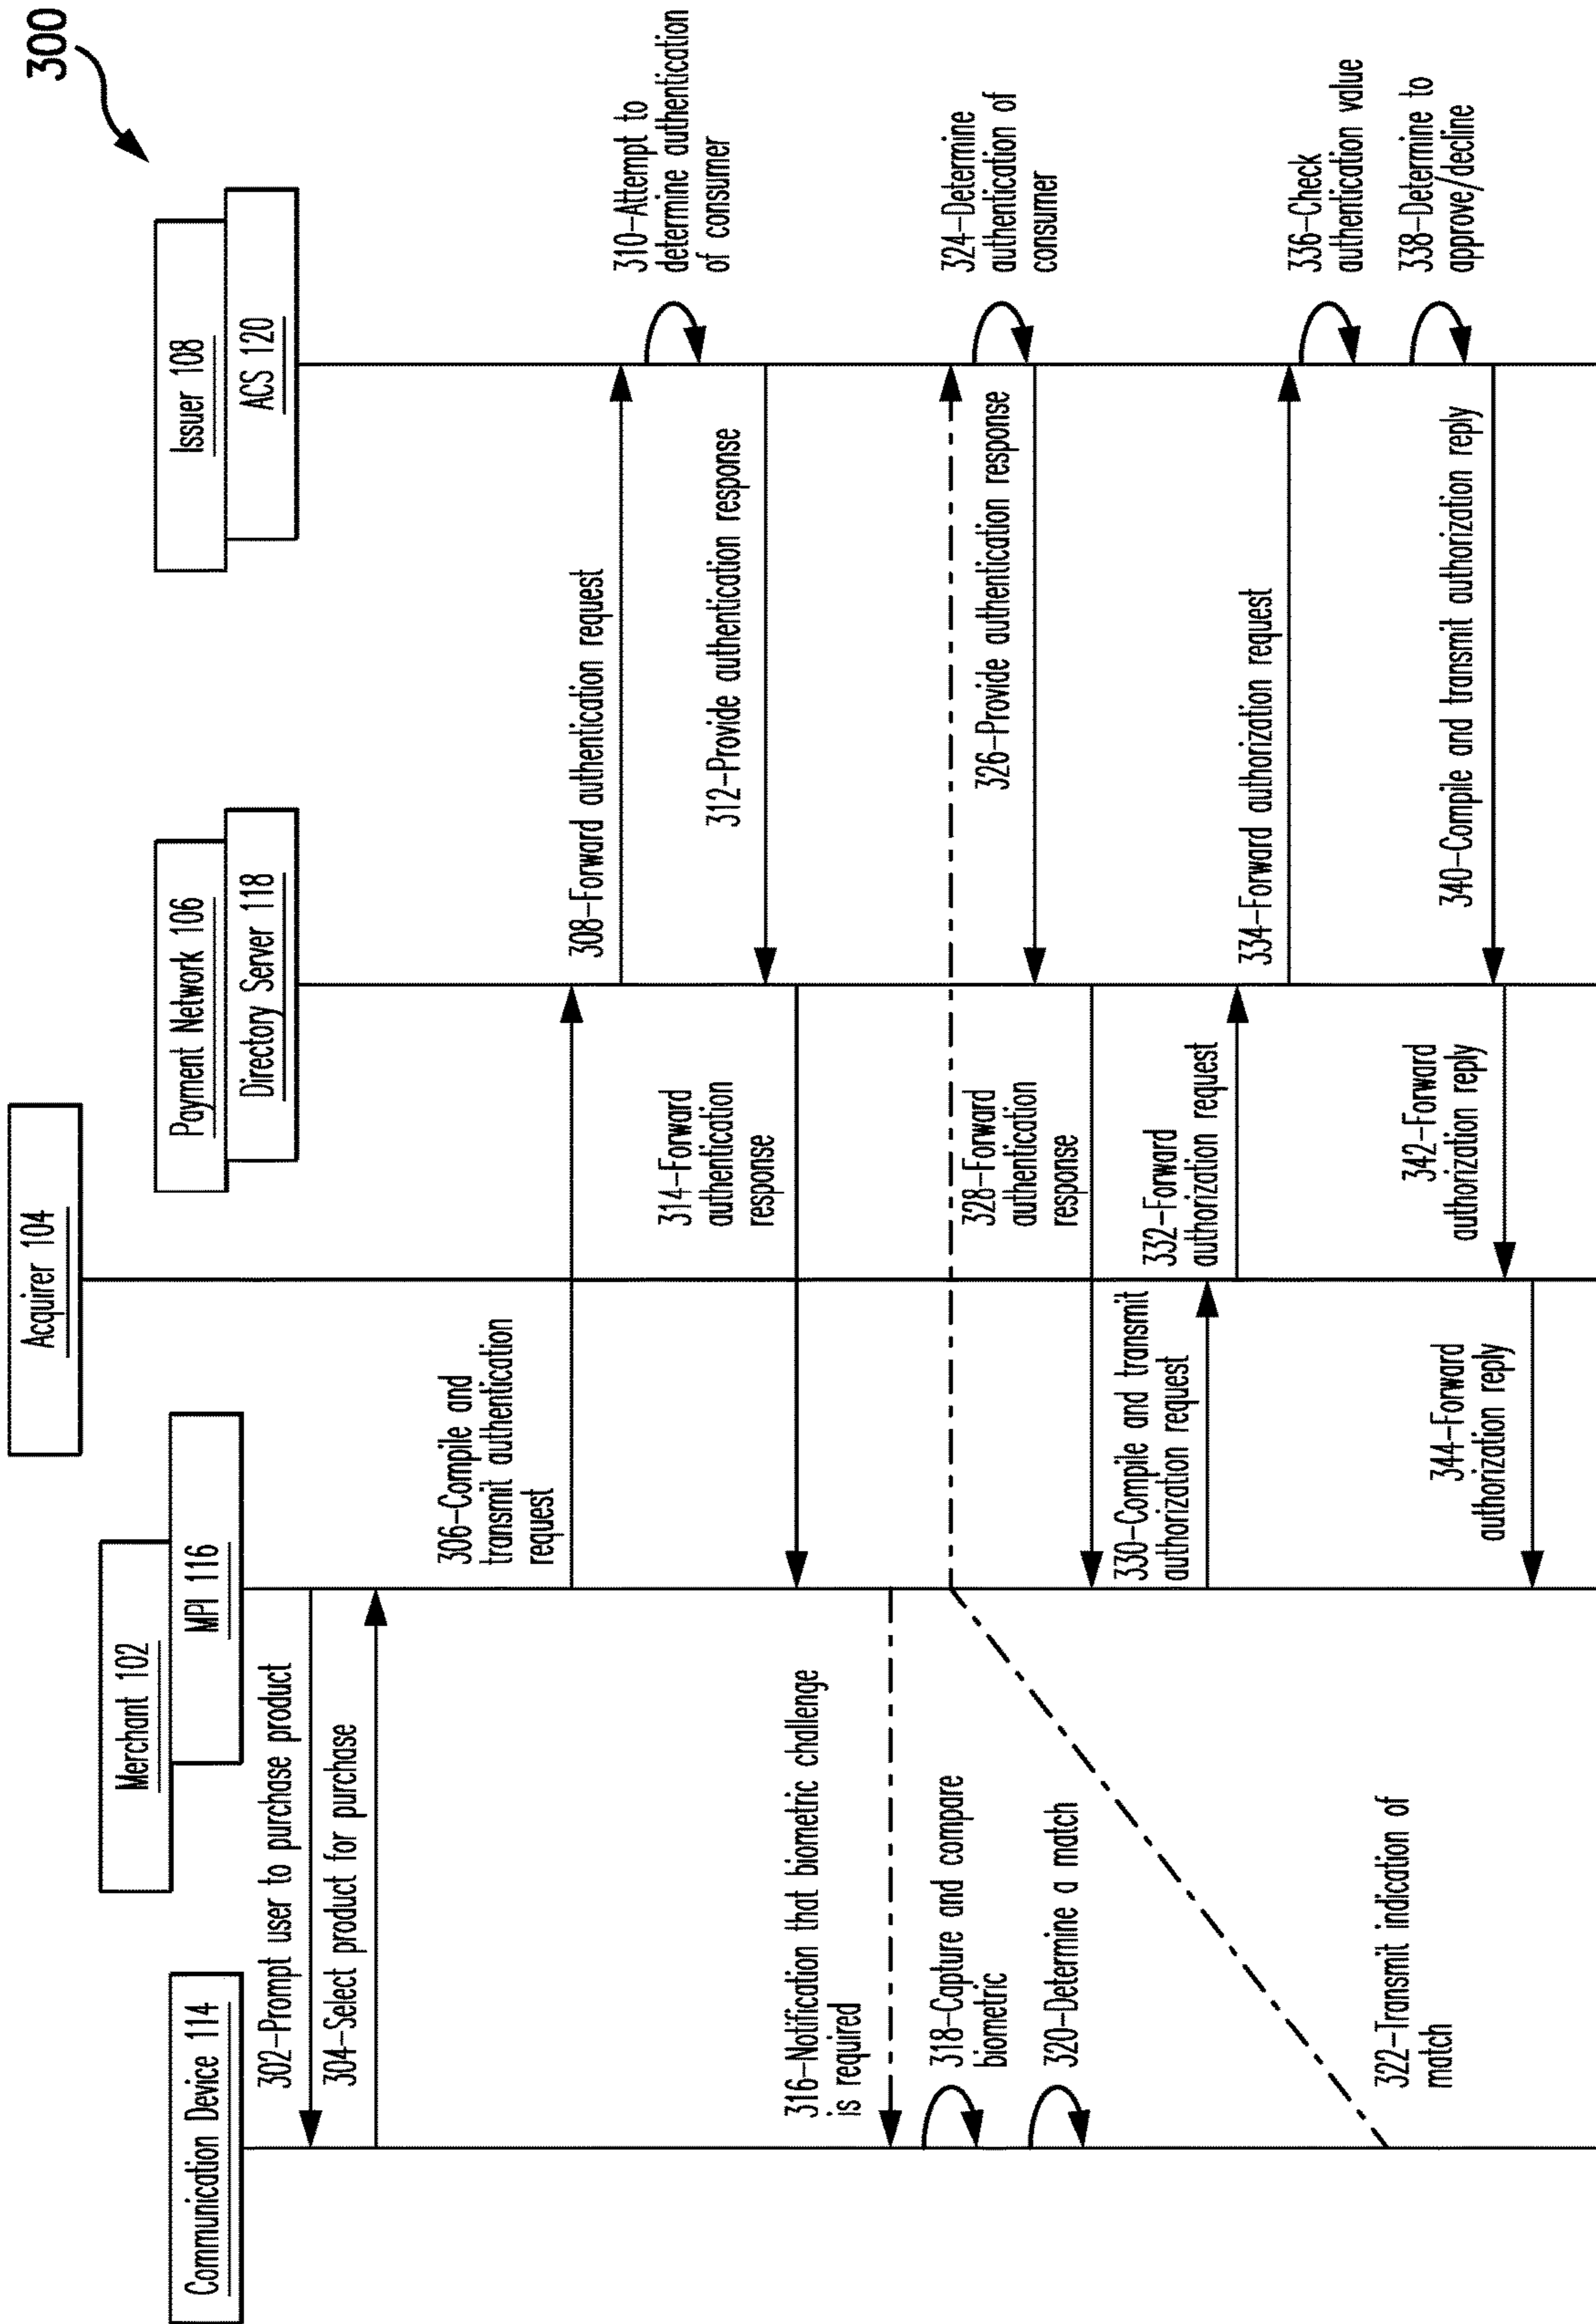 300
Acquirer 104
Communication Device 114
Merchant 102
MPI 116
Payment Network 106
Directory Server 118
Issuer 108
ACS 120
302–Prompt user to purchase product
304–Select product for purchase
306–Compile and
transmit authentication
request
308–Forward authentication request
310–Attempt to
determine authentication
of consumer
312–Provide authentication response
314–Forward
authentication
response
316–Notification that biometric challenge
is required
318–Capture and compare
biometric
320–Determine a match
322–Transmit indication of
match
324–Determine
authentication of
consumer
326–Provide authentication response
328–Forward
authentication
response
330–Compile and transmit
authorization request
332–Forward
authorization request
334–Forward authorization request
336–Check
authentication value
338–Determine to
approve/decline
340–Compile and transmit authorization reply
342–Forward
authorization reply
344–Forward
authorization reply